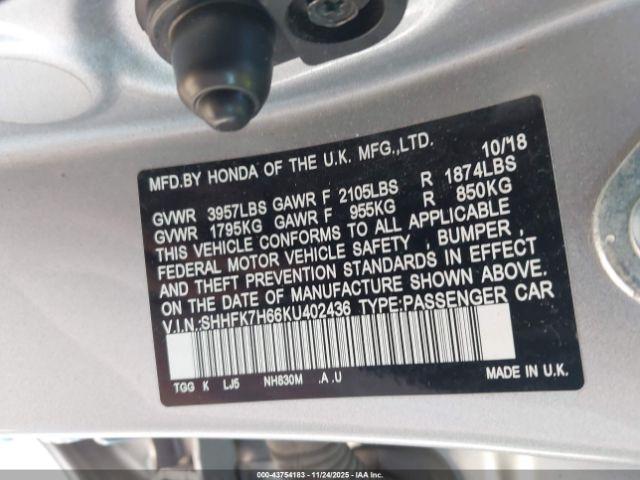 MFD.BY HONDA OF THE U.K. MFG.,LTD. 10/18
GVWR 3957LBS GAWR F 2105LBS R 1874LBS
GVWR 1795KG GAWR F 955KG R 850KG
THIS VEHICLE CONFORMS TO ALL APPLICABLE
FEDERAL MOTOR VEHICLE SAFETY , BUMPER ,
AND THEFT PREVENTION STANDARDS IN EFFECT
ON THE DATE OF MANUFACTURE SHOWN ABOVE.
V.I.N:SHHFK7H66KU402436 TYPE:PASSENGER CAR
TGG K LJ5 NH830M .A .U MADE IN U.K.
000-43754183 - 11/24/2025 - IAA, Inc.